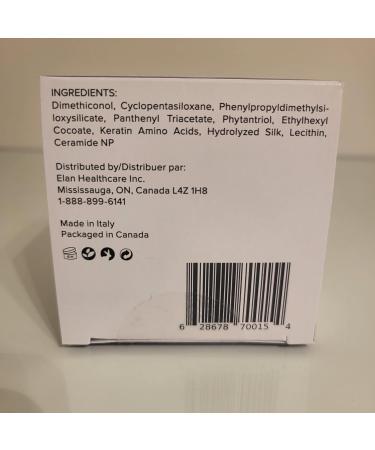 INGREDIENTS:
Dimethiconol, Cyclopentasiloxane, Phenylpropyldimethylsi-
loxysilicate, Panthenyl Triacetate, Phytantriol, Ethylhexyl
Cocoate, Keratin Amino Acids, Hydrolyzed Silk, Lecithin,
Ceramide NP
Distributed by/Distribuer par:
Elan Healthcare Inc.
Mississauga, ON, Canada L4Z 1H8
1-888-899-6141
Made in Italy
Packaged in Canada
6 28678 70015 4